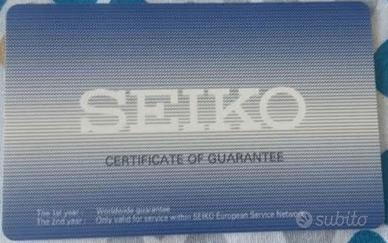 SEIKO
CERTIFICATE OF GUARANTEE
The 1st year : Worldwide guarantee
The 2nd year : Only valid for service within SEIKO European Service Network
subito